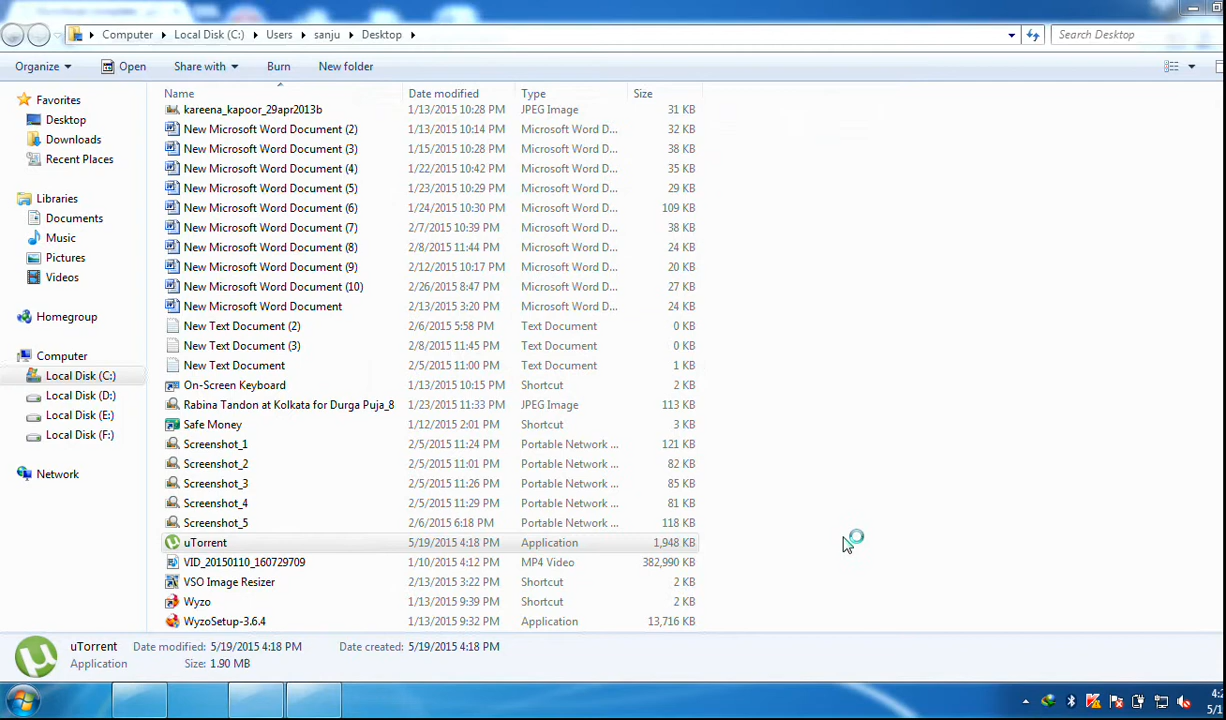 Computer Local Disk (C:) Users sanju Desktop Search Desktop
Organize Open Share with Burn New folder
Favorites
Desktop
Downloads
Recent Places
Libraries
Documents
Music
Pictures
Videos
Homegroup
Computer
Local Disk (C:)
Local Disk (D:)
Local Disk (E:)
Local Disk (F:)
Network
Name Date modified Type Size
kareena_kapoor_29apr2013b 1/13/2015 10:28 PM JPEG Image 31 KB
New Microsoft Word Document (2) 1/13/2015 10:14 PM Microsoft Word D... 32 KB
New Microsoft Word Document (3) 1/15/2015 10:28 PM Microsoft Word D... 38 KB
New Microsoft Word Document (4) 1/22/2015 10:42 PM Microsoft Word D... 35 KB
New Microsoft Word Document (5) 1/23/2015 10:29 PM Microsoft Word D... 29 KB
New Microsoft Word Document (6) 1/24/2015 10:30 PM Microsoft Word D... 109 KB
New Microsoft Word Document (7) 2/7/2015 10:39 PM Microsoft Word D... 38 KB
New Microsoft Word Document (8) 2/8/2015 11:44 PM Microsoft Word D... 24 KB
New Microsoft Word Document (9) 2/12/2015 10:17 PM Microsoft Word D... 20 KB
New Microsoft Word Document (10) 2/26/2015 8:47 PM Microsoft Word D... 27 KB
New Microsoft Word Document 2/13/2015 3:20 PM Microsoft Word D... 24 KB
New Text Document (2) 2/6/2015 5:58 PM Text Document 0 KB
New Text Document (3) 2/8/2015 11:45 PM Text Document 0 KB
New Text Document 2/5/2015 11:00 PM Text Document 1 KB
On-Screen Keyboard 1/13/2015 10:15 PM Shortcut 2 KB
Rabina Tandon at Kolkata for Durga Puja_8 1/23/2015 11:33 PM JPEG Image 113 KB
Safe Money 1/12/2015 2:01 PM Shortcut 3 KB
Screenshot_1 2/5/2015 11:24 PM Portable Network ... 121 KB
Screenshot_2 2/5/2015 11:01 PM Portable Network ... 82 KB
Screenshot_3 2/5/2015 11:26 PM Portable Network ... 85 KB
Screenshot_4 2/5/2015 11:29 PM Portable Network ... 81 KB
Screenshot_5 2/6/2015 6:18 PM Portable Network ... 118 KB
uTorrent 5/19/2015 4:18 PM Application 1,948 KB
VID_20150110_160729709 1/10/2015 4:12 PM MP4 Video 382,990 KB
VSO Image Resizer 2/13/2015 3:22 PM Shortcut 2 KB
Wyzo 1/13/2015 9:39 PM Shortcut 2 KB
WyzoSetup-3.6.4 1/13/2015 9:32 PM Application 13,716 KB
uTorrent Date modified: 5/19/2015 4:18 PM Date created: 5/19/2015 4:18 PM
Application Size: 1.90 MB
4:2
5/1